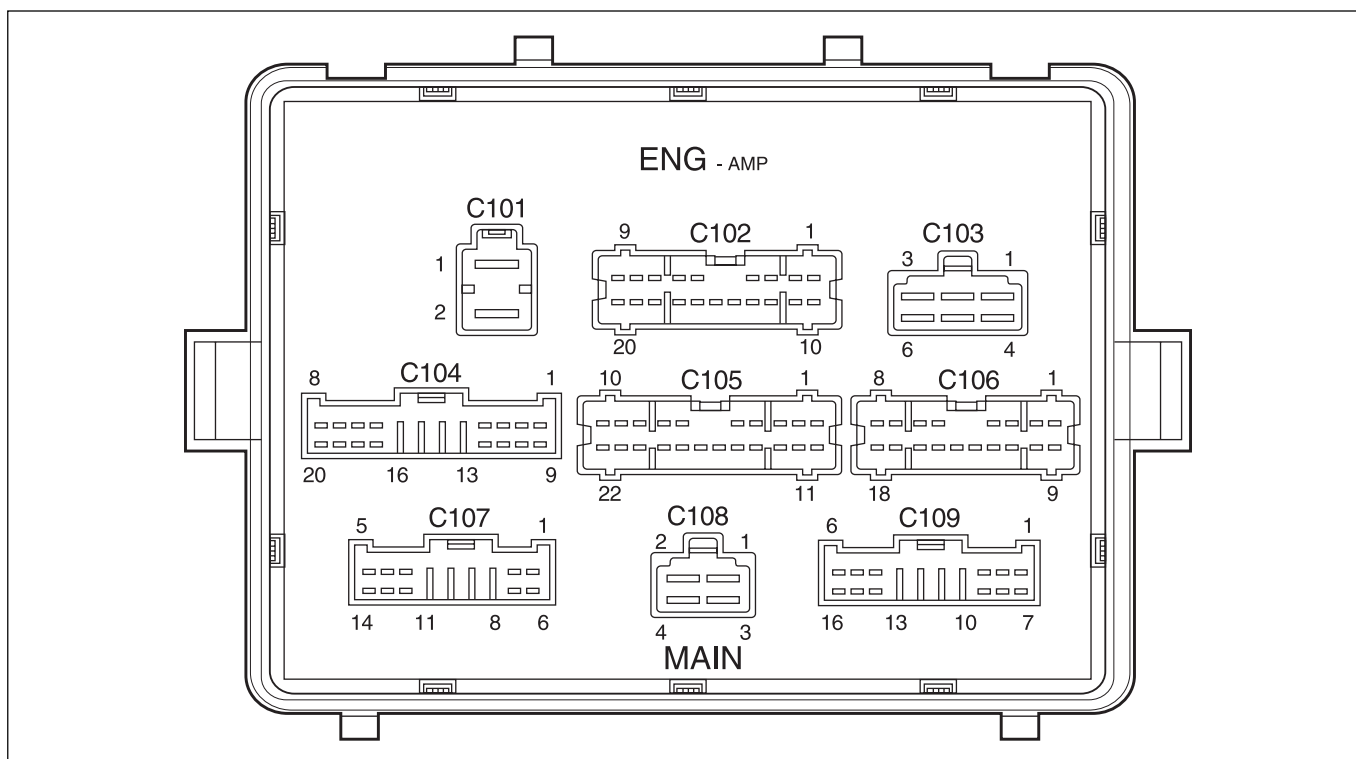 ENG - AMP
C101
1
2
9 C102 1
20 10
3 C103 1
6 4
8 C104 1
20 16 13 9
10 C105 1
22 11
8 C106 1
18 9
5 C107 1
14 11 8 6
C108
2 1
4 3
6 C109 1
16 13 10 7
MAIN